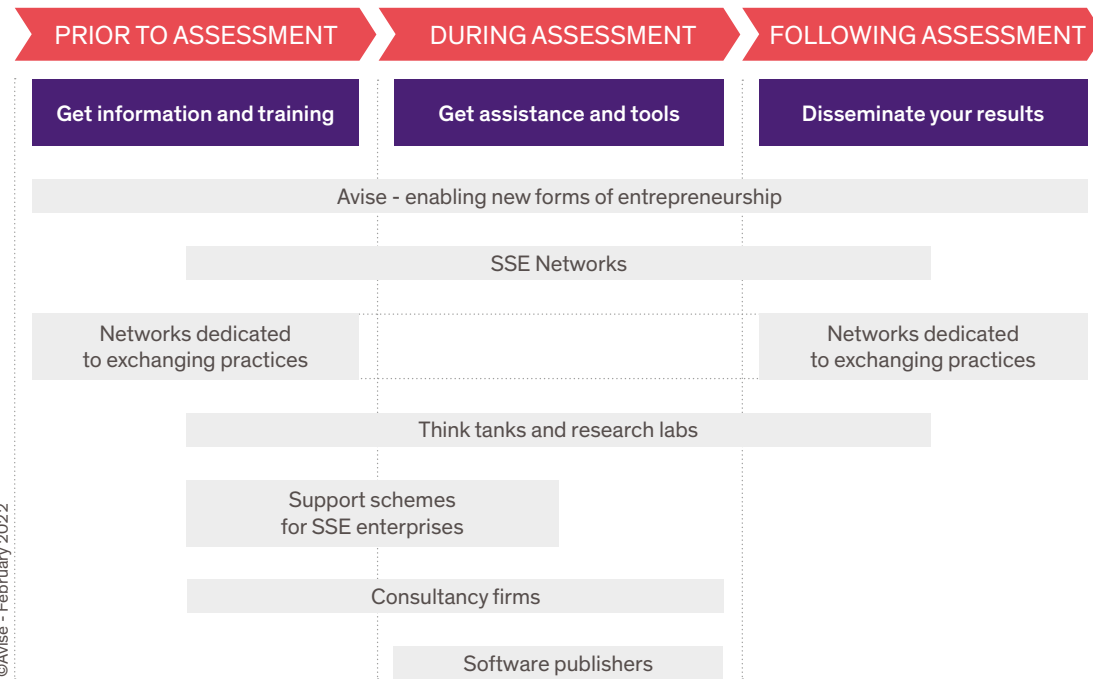 PRIOR TO ASSESSMENT
DURING ASSESSMENT
FOLLOWING ASSESSMENT
Get information and training
Get assistance and tools
Disseminate your results
Avise - enabling new forms of entrepreneurship
SSE Networks
Networks dedicated
to exchanging practices
Networks dedicated
to exchanging practices
Think tanks and research labs
Support schemes
for SSE enterprises
Consultancy firms
Software publishers
©Avise - February 2022